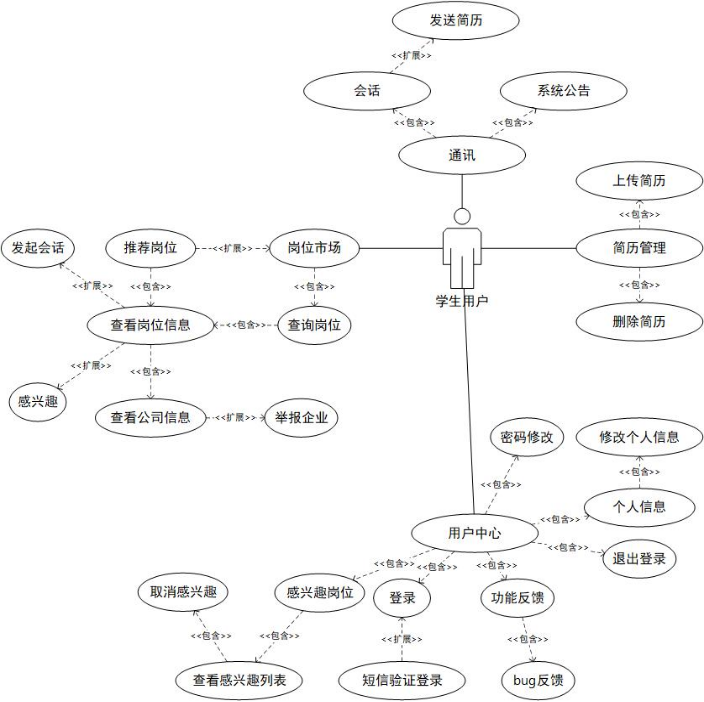 发送简历
<<扩展>>
会话
系统公告
<<包含>>
<<包含>>
通讯
上传简历
<<包含>>
发起会话
推荐岗位
<<扩展>>
岗位市场
简历管理
<<扩展>>
<<包含>>
<<包含>>
<<包含>>
学生用户
查看岗位信息
<<包含>>
查询岗位
删除简历
<<扩展>>
<<包含>>
感兴趣
查看公司信息
<<扩展>>
举报企业
密码修改
修改个人信息
<<包含>>
<<包含>>
个人信息
<<包含>>
用户中心
<<包含>>
退出登录
<<包含>>
<<包含>>
<<包含>>
取消感兴趣
感兴趣岗位
登录
功能反馈
<<包含>>
<<包含>>
<<扩展>>
<<包含>>
查看感兴趣列表
短信验证登录
bug反馈